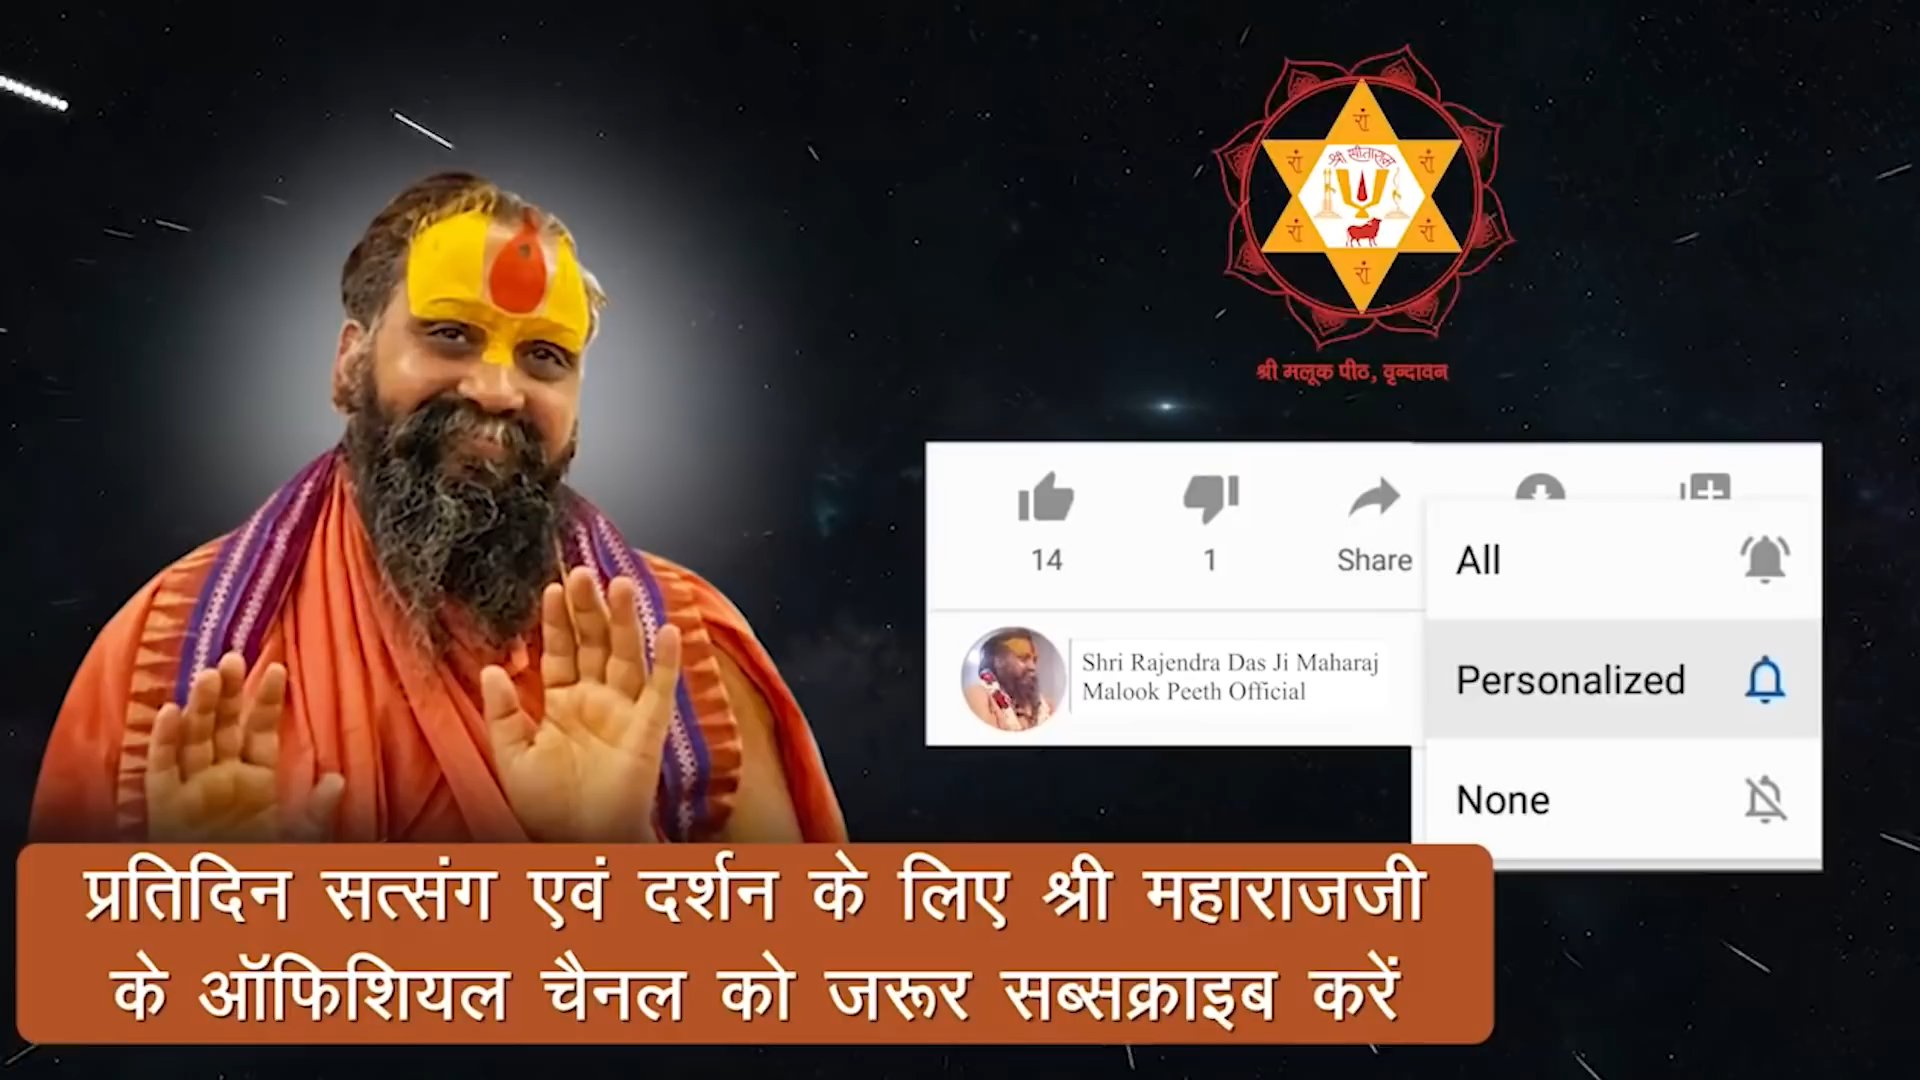 रां
रां
रां
श्री सीताराम
रां
रां
रां
श्री मलूक पीठ, वृन्दावन
14
1
Share
All
Personalized
None
Shri Rajendra Das Ji Maharaj
Malook Peeth Official
प्रतिदिन सत्संग एवं दर्शन के लिए श्री महाराजजी
के ऑफिशियल चैनल को जरूर सब्सक्राइब करें